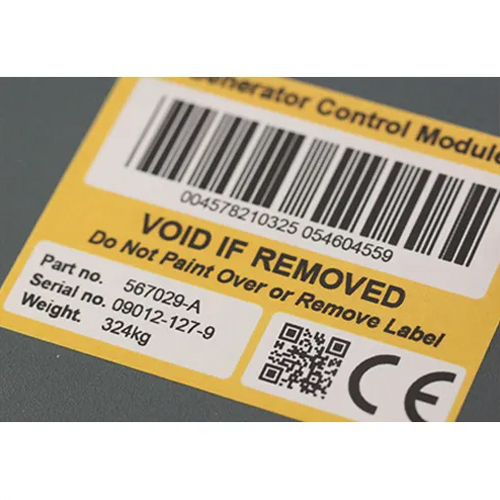 Generator Control Module
004578210325 054604559
VOID IF REMOVED
Do Not Paint Over or Remove Label
Part no. 567029-A
Serial no. 09012-127-9
Weight. 324kg
CE